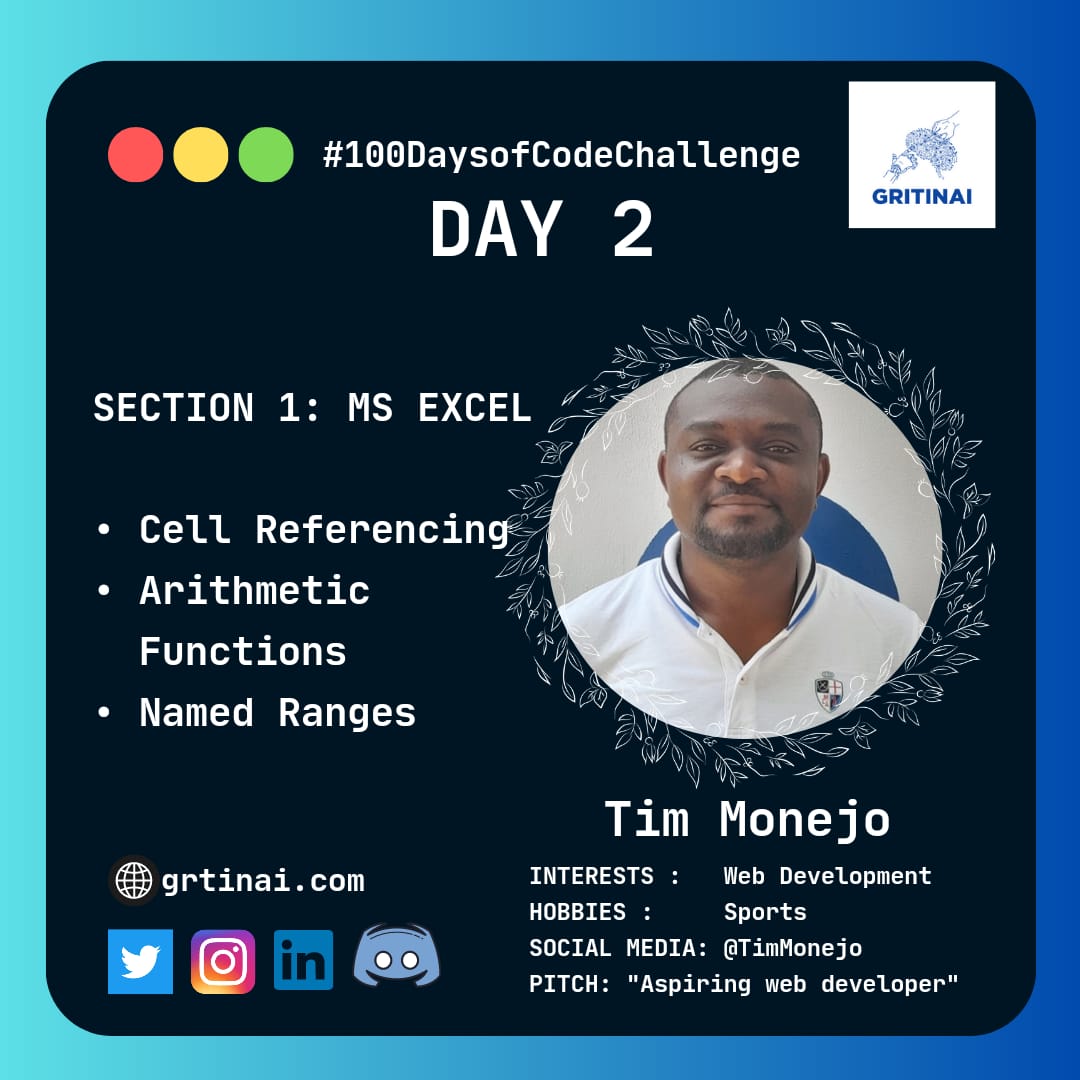 #100DaysofCodeChallenge
GRITINAI
DAY 2
SECTION 1: MS EXCEL
• Cell Referencing
• Arithmetic
Functions
• Named Ranges
Tim Monejo
grtinai.com
INTERESTS : Web Development
HOBBIES : Sports
SOCIAL MEDIA: @TimMonejo
PITCH: "Aspiring web developer"
in